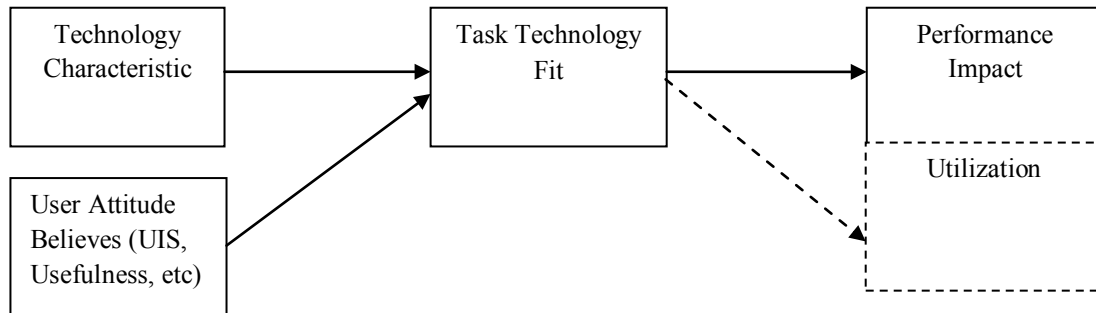 Technology
Characteristic
Task Technology
Fit
Performance
Impact
Utilization
User Attitude
Believes (UIS,
Usefulness, etc)